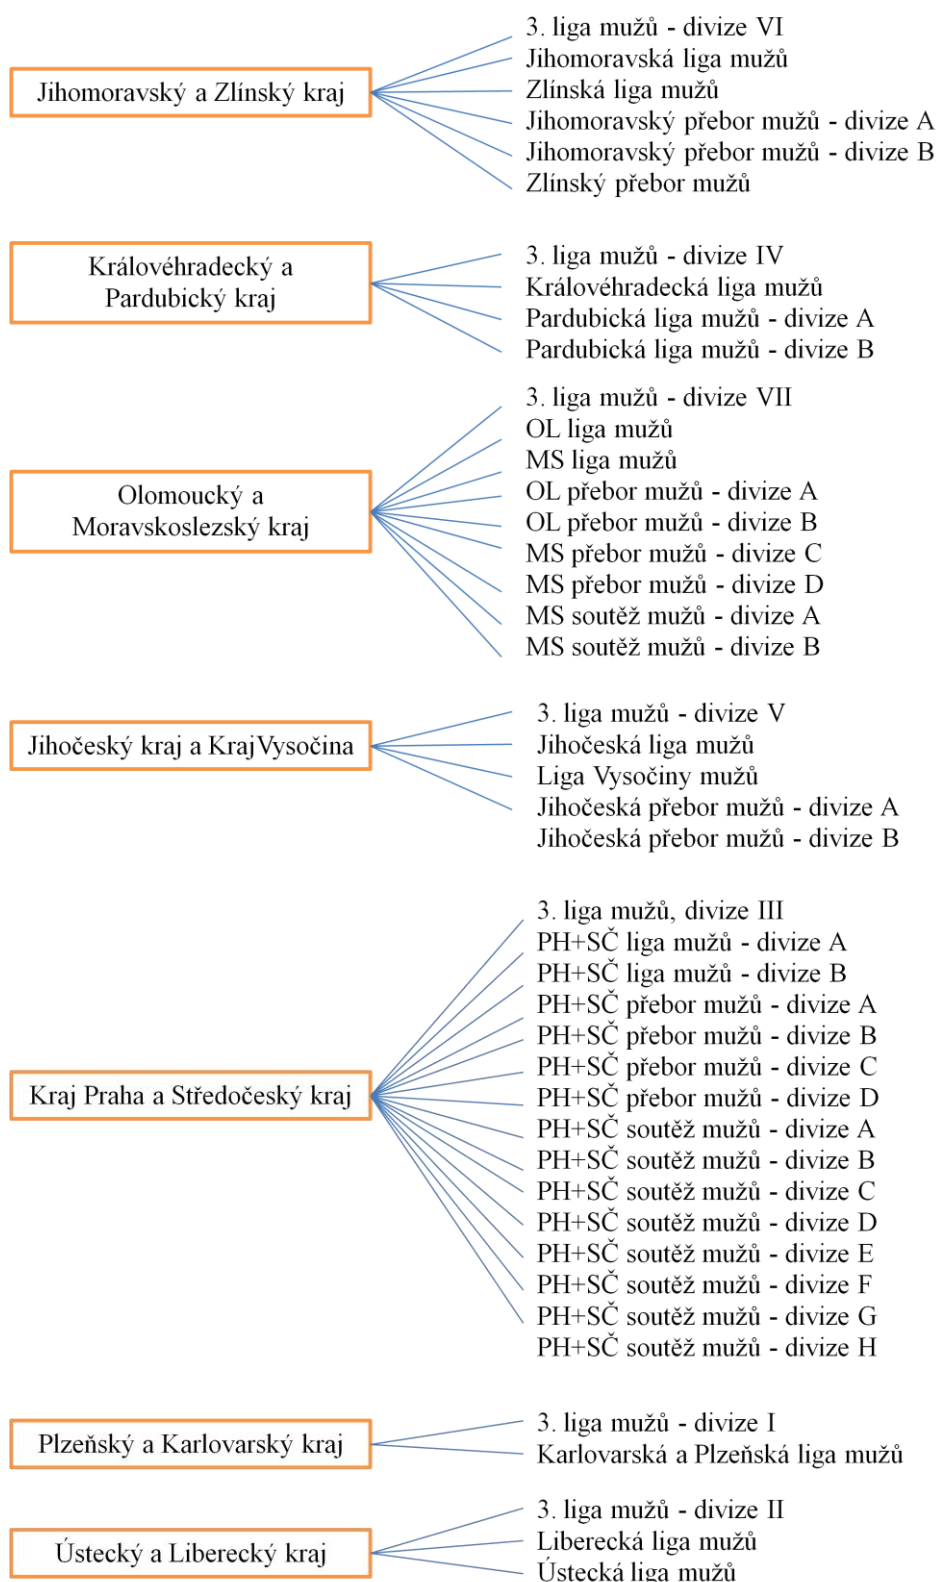 Jihomoravský a Zlínský kraj
3. liga mužů - divize VI
Jihomoravská liga mužů
Zlínská liga mužů
Jihomoravský přebor mužů - divize A
Jihomoravský přebor mužů - divize B
Zlínský přebor mužů
Královéhradecký a
Pardubický kraj
3. liga mužů - divize IV
Královéhradecká liga mužů
Pardubická liga mužů - divize A
Pardubická liga mužů - divize B
Olomoucký a
Moravskoslezský kraj
3. liga mužů - divize VII
OL liga mužů
MS liga mužů
OL přebor mužů - divize A
OL přebor mužů - divize B
MS přebor mužů - divize C
MS přebor mužů - divize D
MS soutěž mužů - divize A
MS soutěž mužů - divize B
Jihočeský kraj a Kraj Vysočina
3. liga mužů - divize V
Jihočeská liga mužů
Liga Vysočiny mužů
Jihočeská přebor mužů - divize A
Jihočeská přebor mužů - divize B
Kraj Praha a Středočeský kraj
3. liga mužů, divize III
PH+SČ liga mužů - divize A
PH+SČ liga mužů - divize B
PH+SČ přebor mužů - divize A
PH+SČ přebor mužů - divize B
PH+SČ přebor mužů - divize C
PH+SČ přebor mužů - divize D
PH+SČ soutěž mužů - divize A
PH+SČ soutěž mužů - divize B
PH+SČ soutěž mužů - divize C
PH+SČ soutěž mužů - divize D
PH+SČ soutěž mužů - divize E
PH+SČ soutěž mužů - divize F
PH+SČ soutěž mužů - divize G
PH+SČ soutěž mužů - divize H
Plzeňský a Karlovarský kraj
3. liga mužů - divize I
Karlovarská a Plzeňská liga mužů
Ústecký a Liberecký kraj
3. liga mužů - divize II
Liberecká liga mužů
Ústecká liga mužů